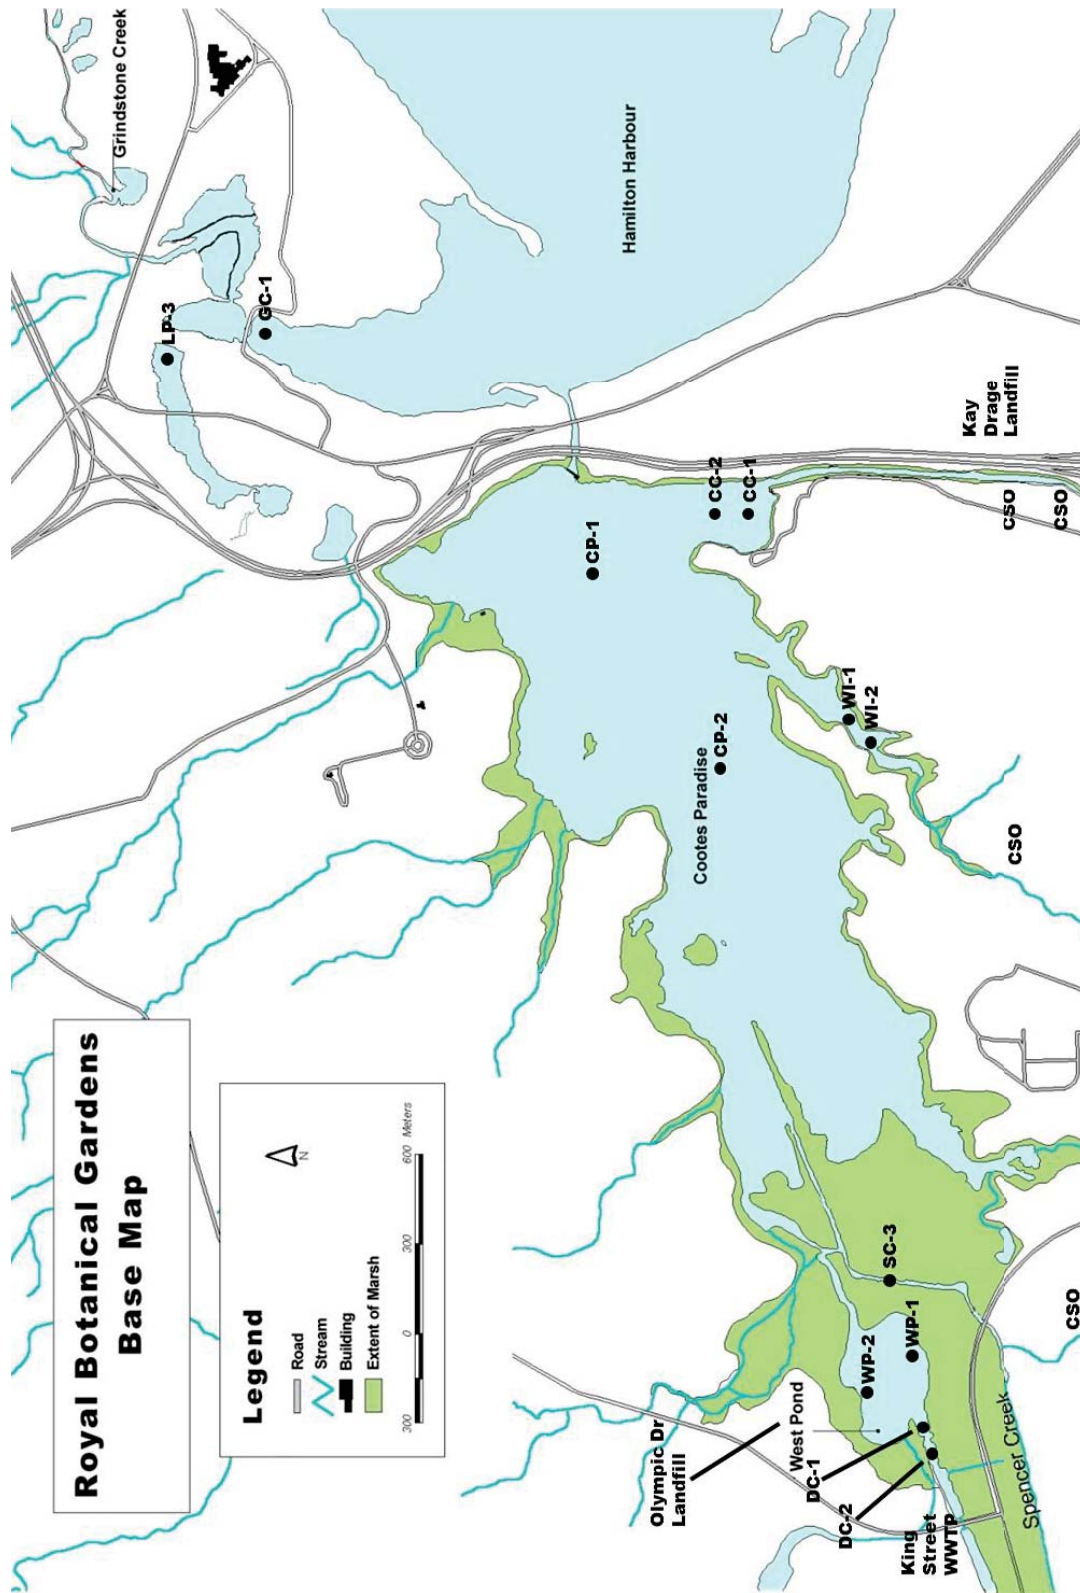 Royal Botanical Gardens
Base Map
Legend
Road
Stream
Building
Extent of Marsh
N
300
0
300
600 Meters
Grindstone Creek
LP-3
GC-1
Hamilton Harbour
CP-1
CC-2
CC-1
Kay
Drage
Landfill
CSO
CSO
WI-1
WI-2
CP-2
Cootes Paradise
CSO
SC-3
WP-1
WP-2
Olympic Dr
Landfill
West Pond
DC-1
DC-2
King
Street
WWTP
Spencer Creek
CSO